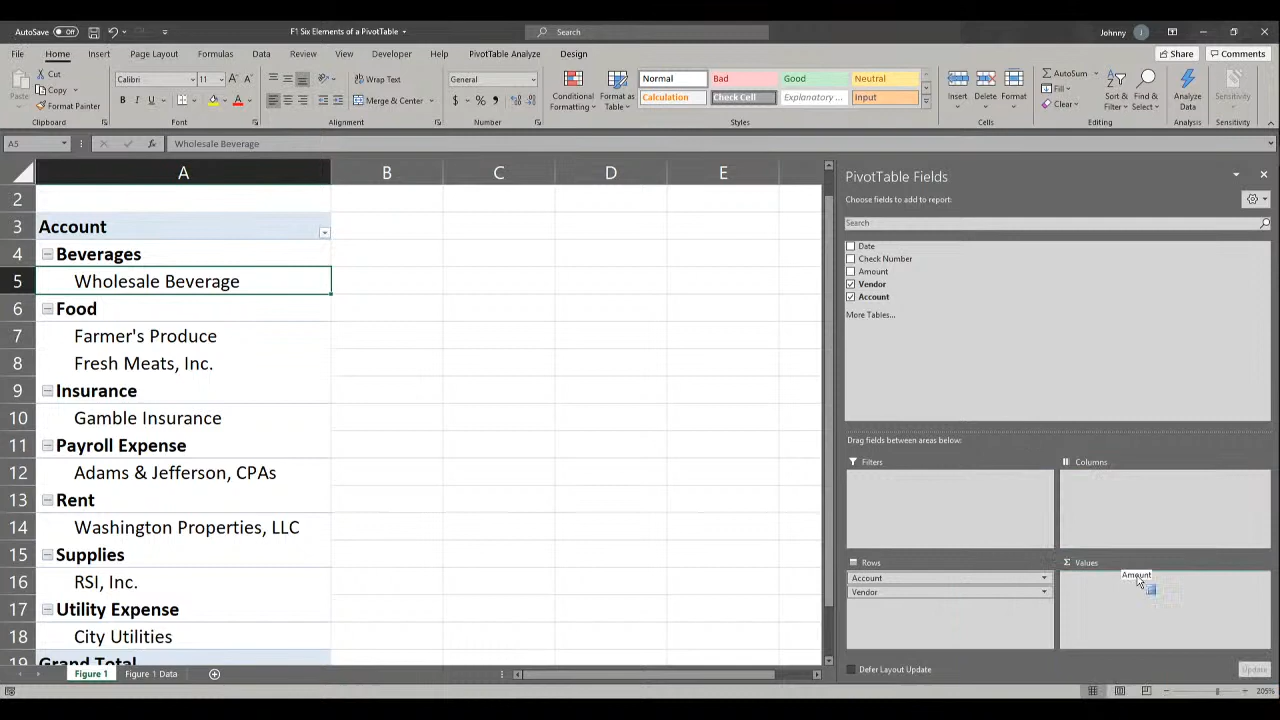 AutoSave Off F1 Six Elements of a PivotTable Search Johnny J
File Home Insert Page Layout Formulas Data Review View Developer Help PivotTable Analyze Design Share Comments
Cut
Copy
Format Painter
Paste
Calibri 11
B I U
Wrap Text
Merge & Center
General
$ % 9
Conditional Formatting
Format as Table
Normal Bad Good Neutral
Calculation Check Cell Explanatory ... Input
Insert Delete Format
AutoSum
Fill
Clear
Sort & Filter
Find & Select
Analyze Data
Sensitivity
Clipboard Font Alignment Number Styles Cells Editing Analysis Sensitivity
A5 fx Wholesale Beverage
A B C D E
2
3 Account
4 Beverages
5 Wholesale Beverage
6 Food
7 Farmer's Produce
8 Fresh Meats, Inc.
9 Insurance
10 Gamble Insurance
11 Payroll Expense
12 Adams & Jefferson, CPAs
13 Rent
14 Washington Properties, LLC
15 Supplies
16 RSI, Inc.
17 Utility Expense
18 City Utilities
19 Grand Total
Figure 1 Figure 1 Data
PivotTable Fields
Choose fields to add to report:
Search
Date
Check Number
Amount
Vendor
Account
More Tables...
Drag fields between areas below:
Filters
Columns
Rows
Account
Vendor
Σ Values
Amount
Defer Layout Update
Update
205%